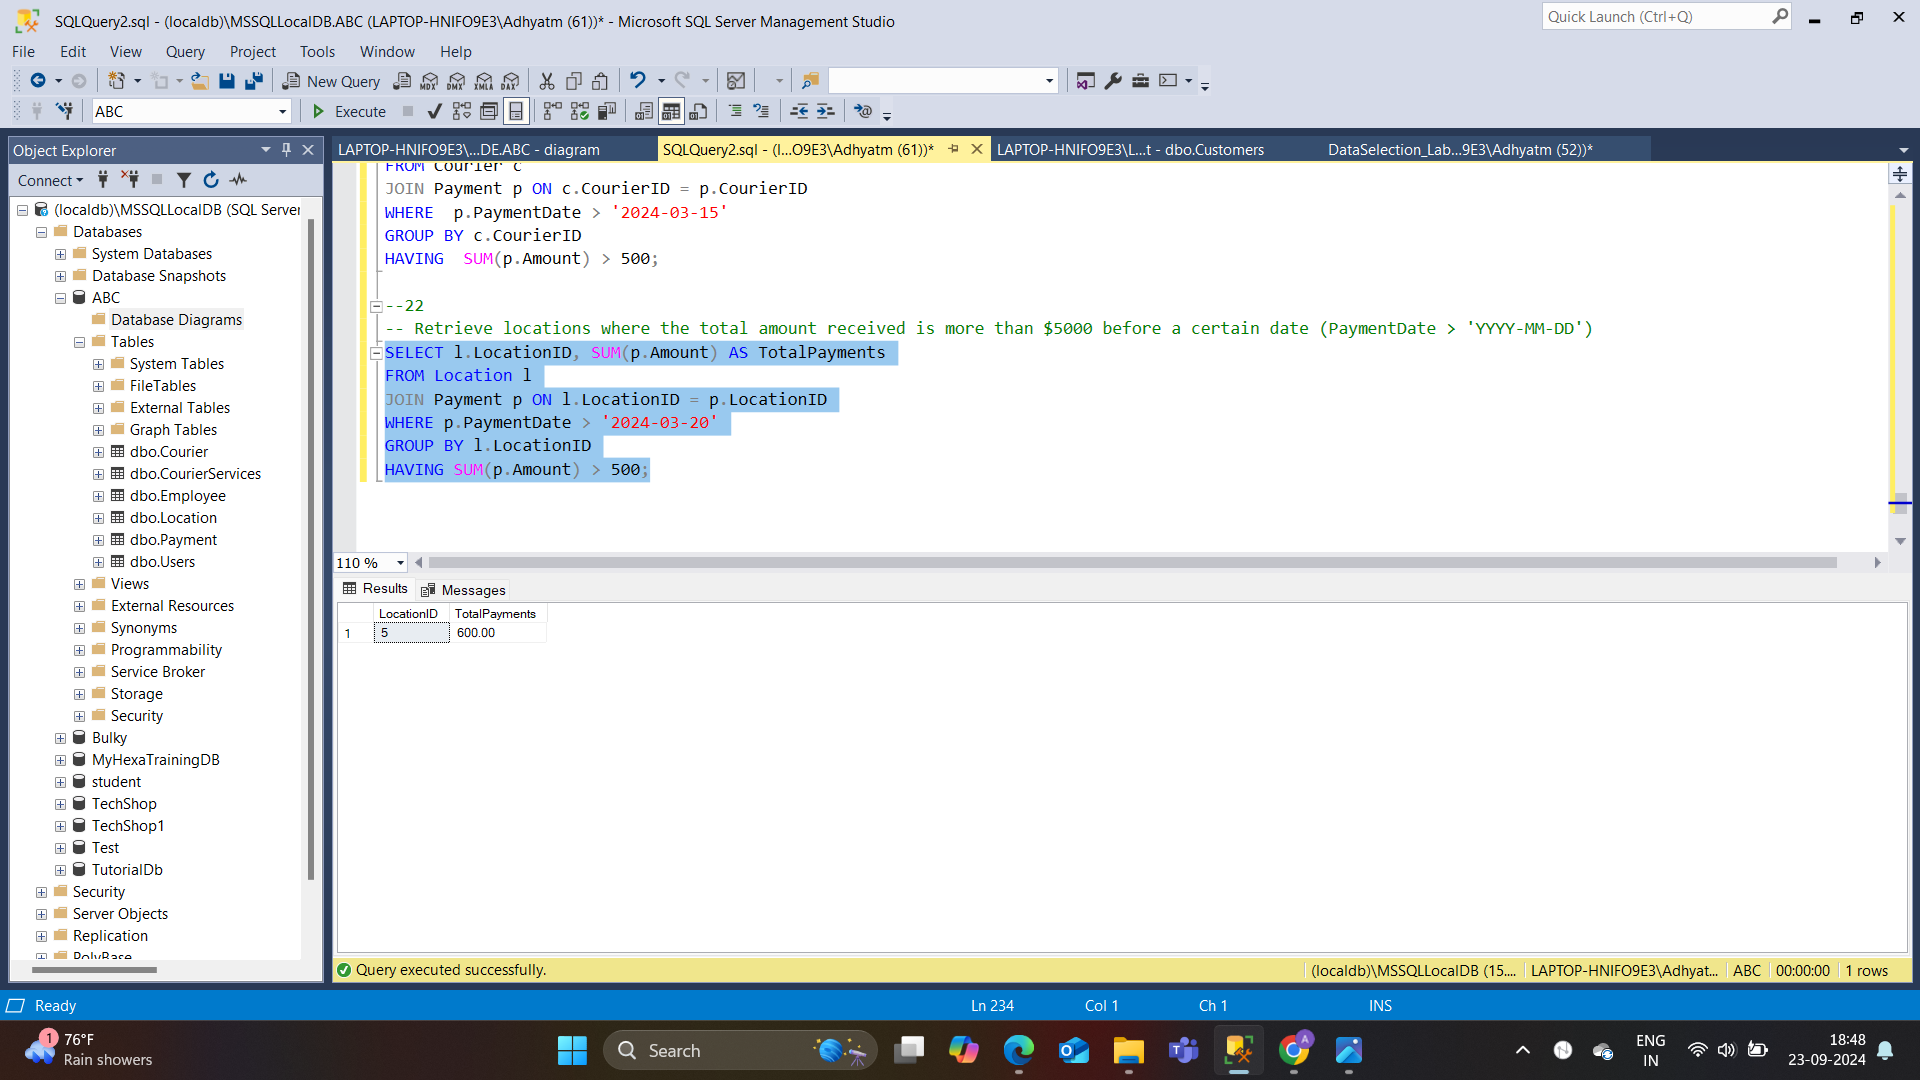 SQLQuery2.sql - (localdb)\MSSQLLocalDB.ABC (LAPTOP-HNIFO9E3\Adhyatm (61))* - Microsoft SQL Server Management Studio
Quick Launch (Ctrl+Q)
File Edit View Query Project Tools Window Help
New Query
MDX DMX XMLA DAX
ABC
Execute
Object Explorer
LAPTOP-HNIFO9E3\...DE.ABC - diagram
SQLQuery2.sql - (l...O9E3\Adhyatm (61))*
LAPTOP-HNIFO9E3\L...t - dbo.Customers
DataSelection_Lab...9E3\Adhyatm (52))*
Connect
(localdb)\MSSQLLocalDB (SQL Server
Databases
System Databases
Database Snapshots
ABC
Database Diagrams
Tables
System Tables
FileTables
External Tables
Graph Tables
dbo.Courier
dbo.CourierServices
dbo.Employee
dbo.Location
dbo.Payment
dbo.Users
Views
External Resources
Synonyms
Programmability
Service Broker
Storage
Security
Bulky
MyHexaTrainingDB
student
TechShop
TechShop1
Test
TutorialDb
Security
Server Objects
Replication
PolyBase
FROM Courier c
JOIN Payment p ON c.CourierID = p.CourierID
WHERE  p.PaymentDate > '2024-03-15'
GROUP BY c.CourierID
HAVING  SUM(p.Amount) > 500;
--22
-- Retrieve locations where the total amount received is more than $5000 before a certain date (PaymentDate > 'YYYY-MM-DD')
SELECT l.LocationID, SUM(p.Amount) AS TotalPayments
FROM Location l
JOIN Payment p ON l.LocationID = p.LocationID
WHERE p.PaymentDate > '2024-03-20'
GROUP BY l.LocationID
HAVING SUM(p.Amount) > 500;
110 %
Results Messages
LocationID TotalPayments
1 5 600.00
Query executed successfully.
(localdb)\MSSQLLocalDB (15.... LAPTOP-HNIFO9E3\Adhyat... ABC 00:00:00 1 rows
Ready
Ln 234 Col 1 Ch 1 INS
1
76°F
Rain showers
Search
A
ENG
IN
18:48
23-09-2024